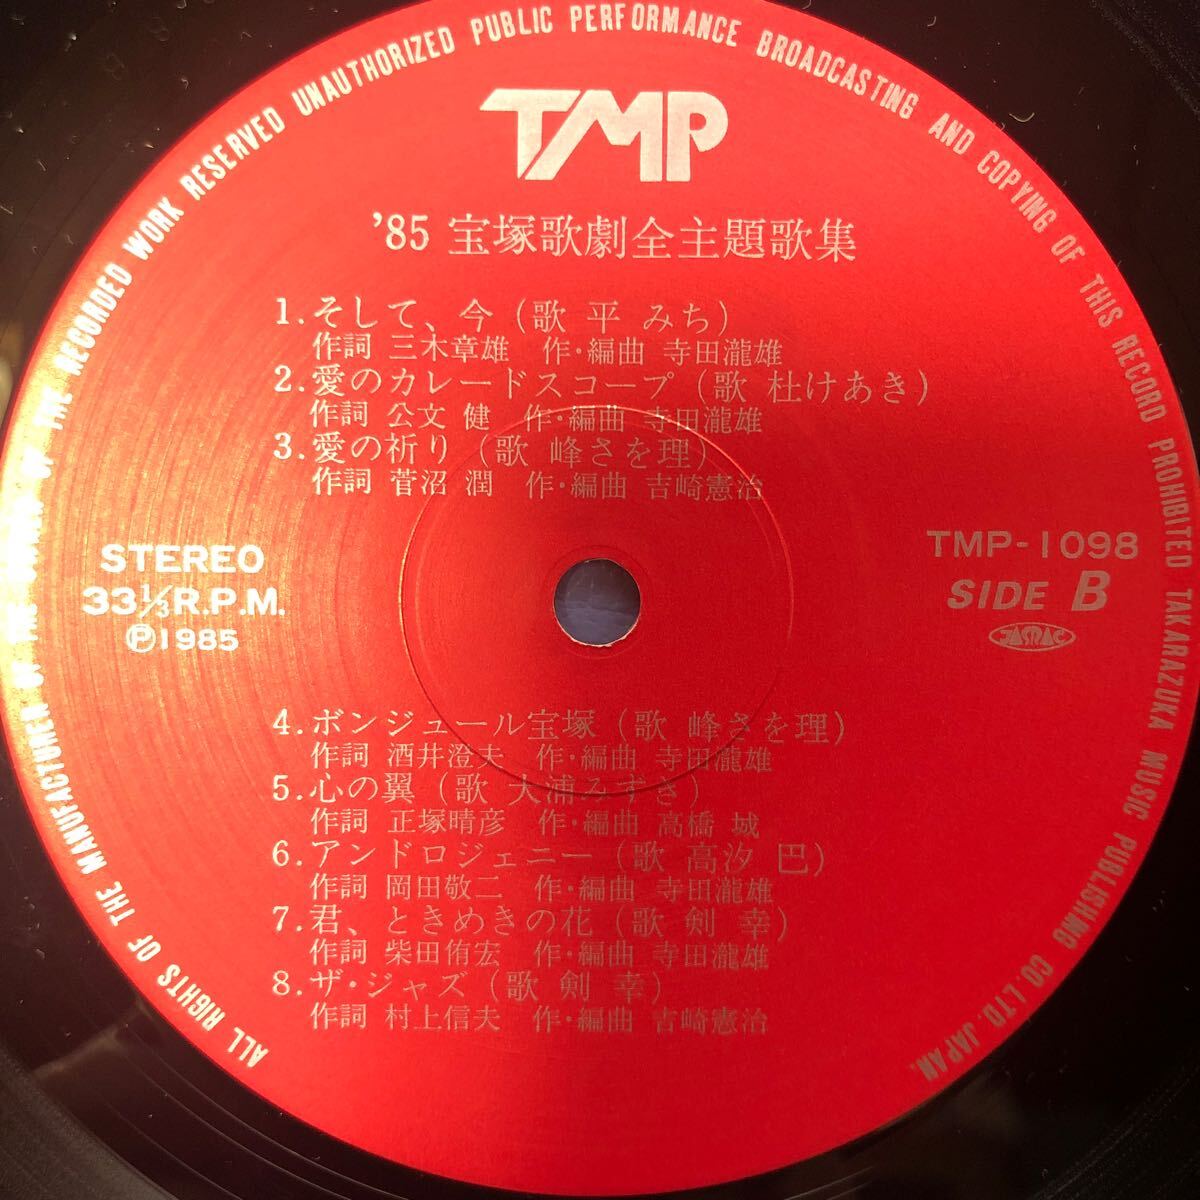 ALL RIGHTS OF THE MANUFACTURER OF THE RECORDED WORK RESERVED UNAUTHORIZED PUBLIC PERFORMANCE BROADCASTING AND COPYING OF THIS RECORD PROHIBITED TAKARAZUKA MUSIC PUBLISHING CO. LTD. JAPAN.
TMP
'85 宝塚歌劇全主題歌集
1.そして、今（歌 平 みち）
作詞 三木章雄 作・編曲 寺田瀧雄
2.愛のカレードスコープ（歌 杜けあき）
作詞 公文 健 作・編曲 寺田瀧雄
3.愛の祈り（歌 峰さを理）
作詞 菅沼 潤 作・編曲 吉崎憲治
STEREO
33⅓R.P.M.
Ⓟ1985
TMP-1098
SIDE B
JASRAC
4.ボンジュール宝塚（歌 峰さを理）
作詞 酒井澄夫 作・編曲 寺田瀧雄
5.心の翼（歌 大浦みずき）
作詞 正塚晴彦 作・編曲 高橋 城
6.アンドロジェニー（歌 高汐 巴）
作詞 岡田敬二 作・編曲 寺田瀧雄
7.君、ときめきの花（歌 剣 幸）
作詞 柴田侑宏 作・編曲 寺田瀧雄
8.ザ・ジャズ（歌 剣 幸）
作詞 村上信夫 作・編曲 吉崎憲治